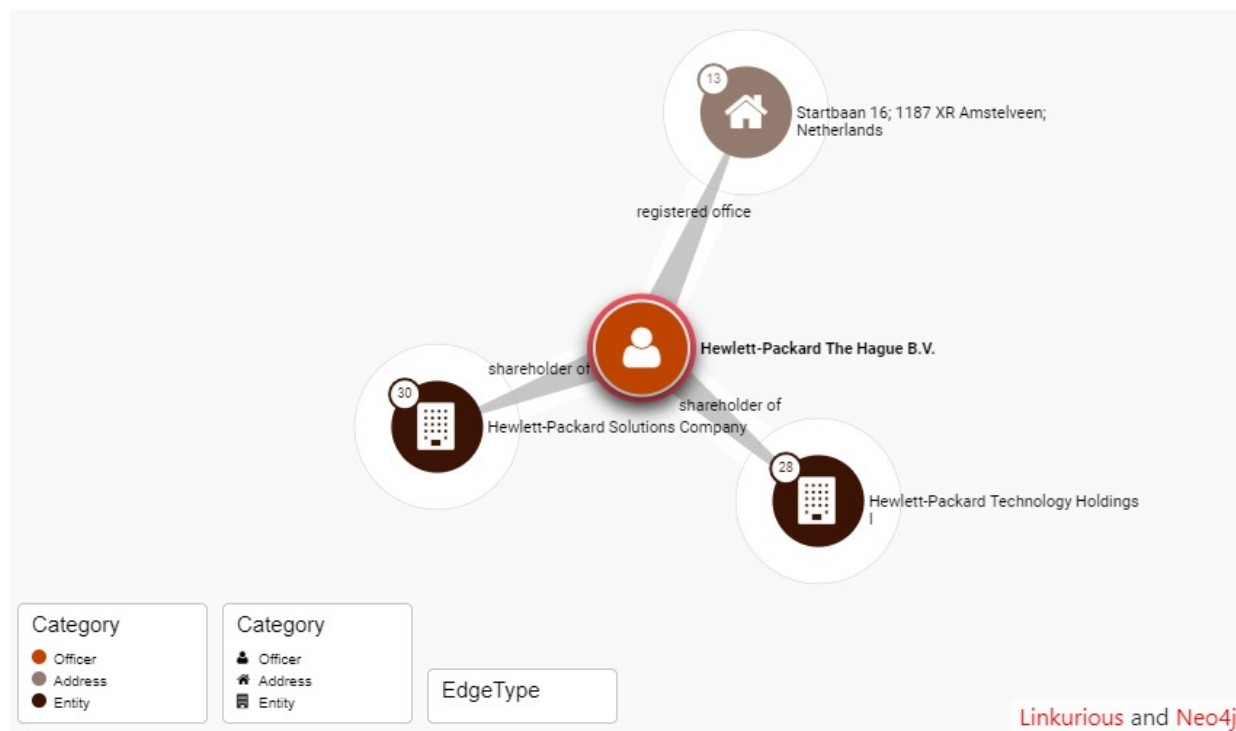 13
Startbaan 16; 1187 XR Amstelveen;
Netherlands
registered office
Hewlett-Packard The Hague B.V.
shareholder of
shareholder of
30
Hewlett-Packard Solutions Company
28
Hewlett-Packard Technology Holdings
I
Category
Officer
Address
Entity
Category
Officer
Address
Entity
EdgeType
Linkurious and Neo4j